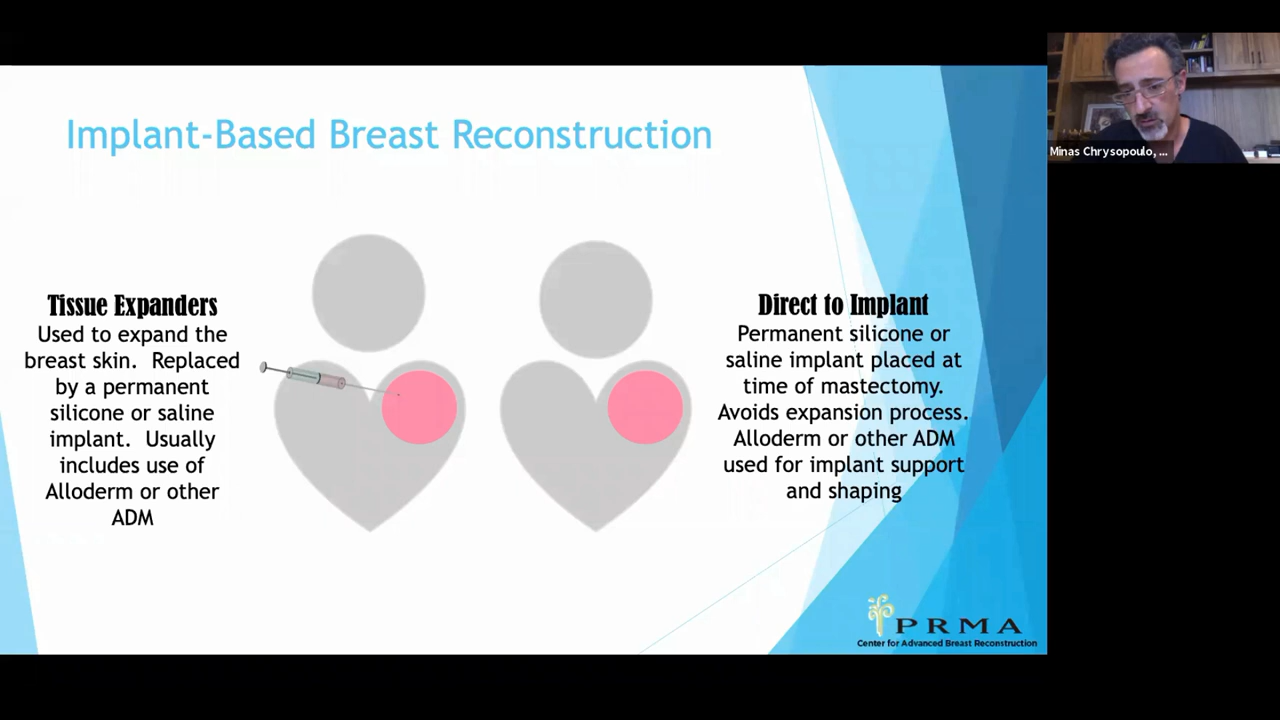 Implant-Based Breast Reconstruction
Tissue Expanders
Used to expand the
breast skin. Replaced
by a permanent
silicone or saline
implant. Usually
includes use of
Alloderm or other
ADM
Direct to Implant
Permanent silicone or
saline implant placed at
time of mastectomy.
Avoids expansion process.
Alloderm or other ADM
used for implant support
and shaping
PRMA
Center for Advanced Breast Reconstruction
Minas Chrysopoulo, ...